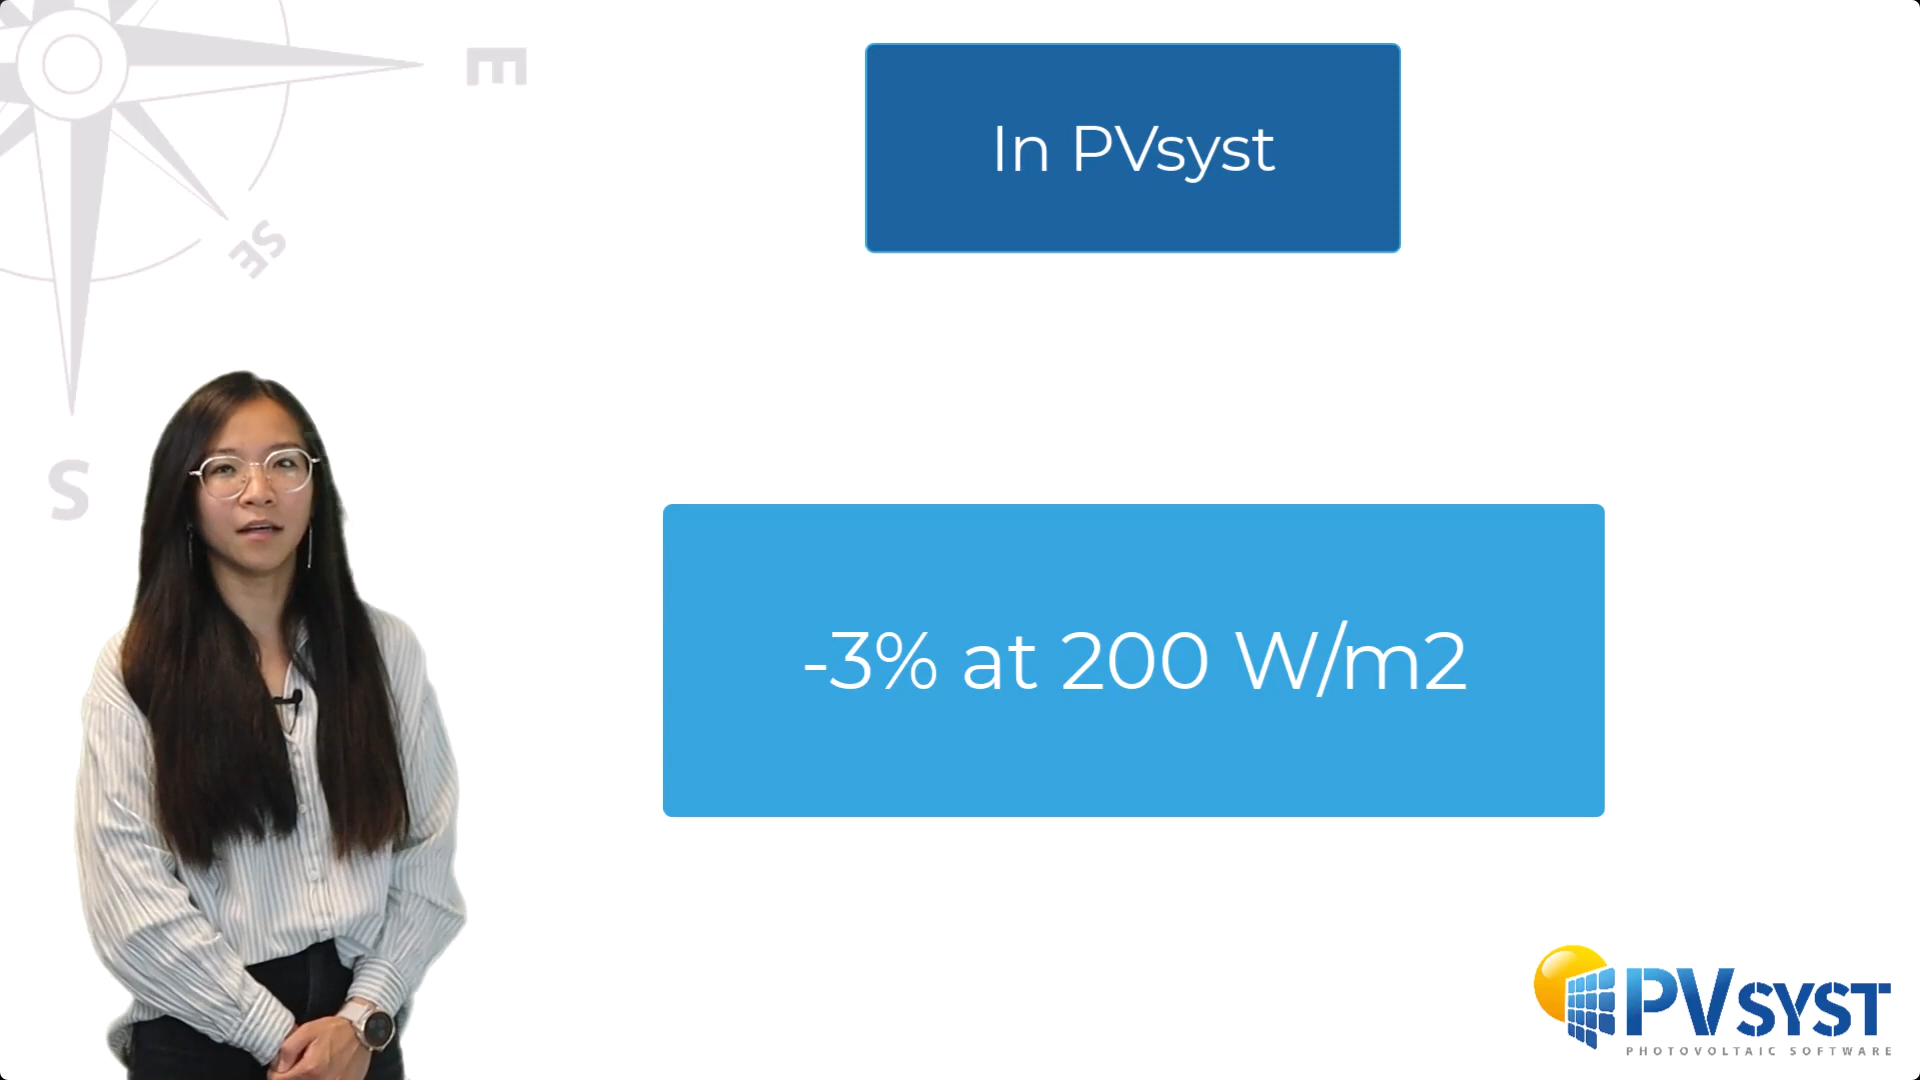 E
SE
S
In PVsyst
-3% at 200 W/m2
PVSYST
PHOTOVOLTAIC SOFTWARE